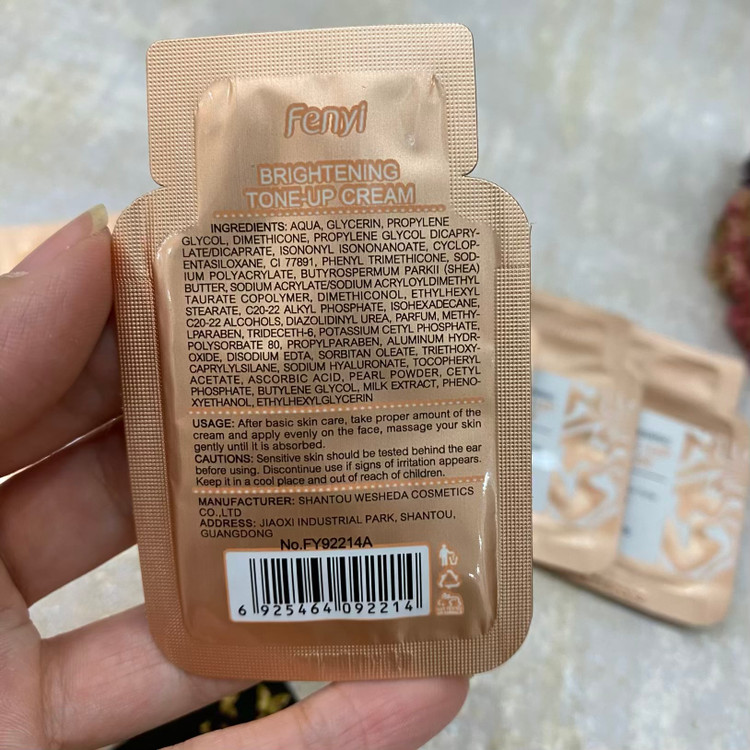 Fenyi
BRIGHTENING
TONE-UP CREAM
INGREDIENTS: AQUA, GLYCERIN, PROPYLENE
GLYCOL, DIMETHICONE, PROPYLENE GLYCOL DICAPRY-
LATE/DICAPRATE, ISONONYL ISONONANOATE, CYCLOP-
ENTASILOXANE, CI 77891, PHENYL TRIMETHICONE, SOD-
IUM POLYACRYLATE, BUTYROSPERMUM PARKII (SHEA)
BUTTER, SODIUM ACRYLATE/SODIUM ACRYLOYLDIMETHYL
TAURATE COPOLYMER, DIMETHICONOL, ETHYLHEXYL
STEARATE, C20-22 ALKYL PHOSPHATE, ISOHEXADECANE,
C20-22 ALCOHOLS, DIAZOLIDINYL UREA, PARFUM, METHY-
LPARABEN, TRIDECETH-6, POTASSIUM CETYL PHOSPHATE,
POLYSORBATE 80, PROPYLPARABEN, ALUMINUM HYDR-
OXIDE, DISODIUM EDTA, SORBITAN OLEATE, TRIETHOXY-
CAPRYLYLSILANE, SODIUM HYALURONATE, TOCOPHERYL
ACETATE, ASCORBIC ACID, PEARL POWDER, CETYL
PHOSPHATE, BUTYLENE GLYCOL, MILK EXTRACT, PHENO-
XYETHANOL, ETHYLHEXYLGLYCERIN
USAGE: After basic skin care, take proper amount of the
cream and apply evenly on the face, massage your skin
gently until it is absorbed.
CAUTIONS: Sensitive skin should be tested behind the ear
before using. Discontinue use if signs of irritation appears.
Keep it in a cool place and out of reach of children.
MANUFACTURER: SHANTOU WESHEDA COSMETICS
CO.,LTD
ADDRESS: JIAOXI INDUSTRIAL PARK, SHANTOU,
GUANGDONG
No.FY92214A
6 925464 092214